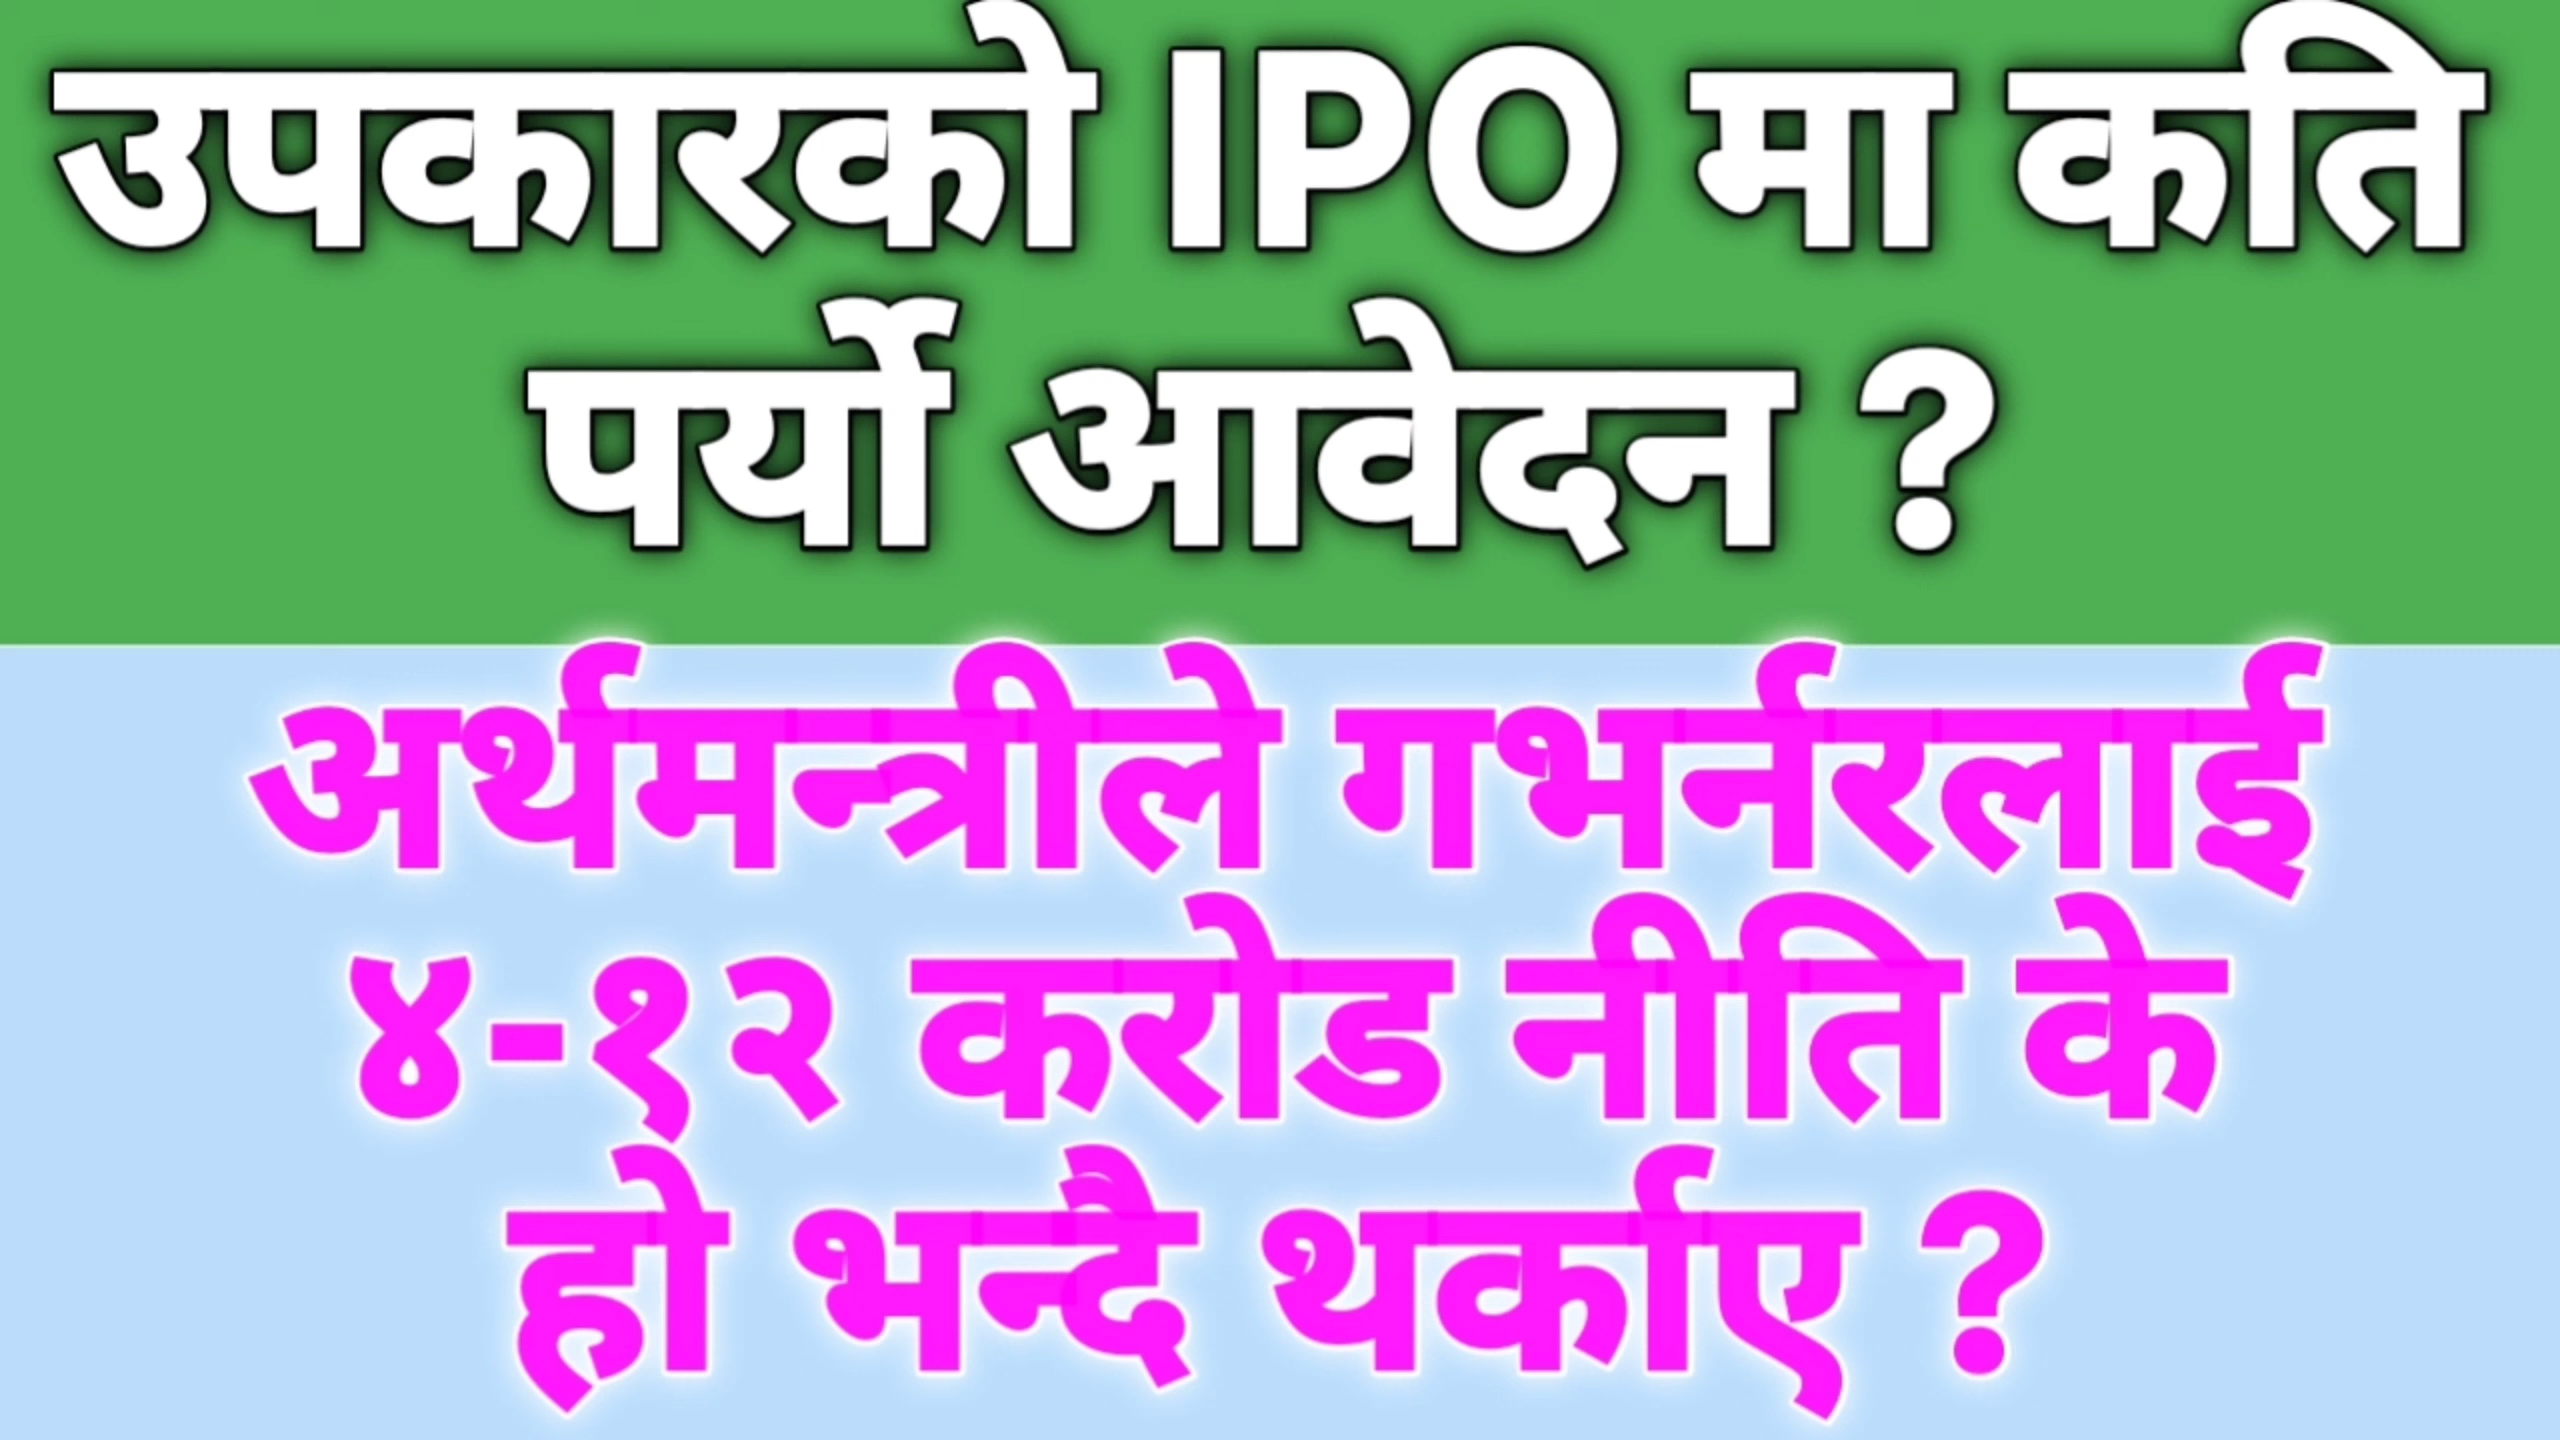 उपकारको IPO मा कति
पर्यो आवेदन ?
अर्थमन्त्रीले गभर्नरलाई
४-१२ करोड नीति के
हो भन्दै थर्काए ?